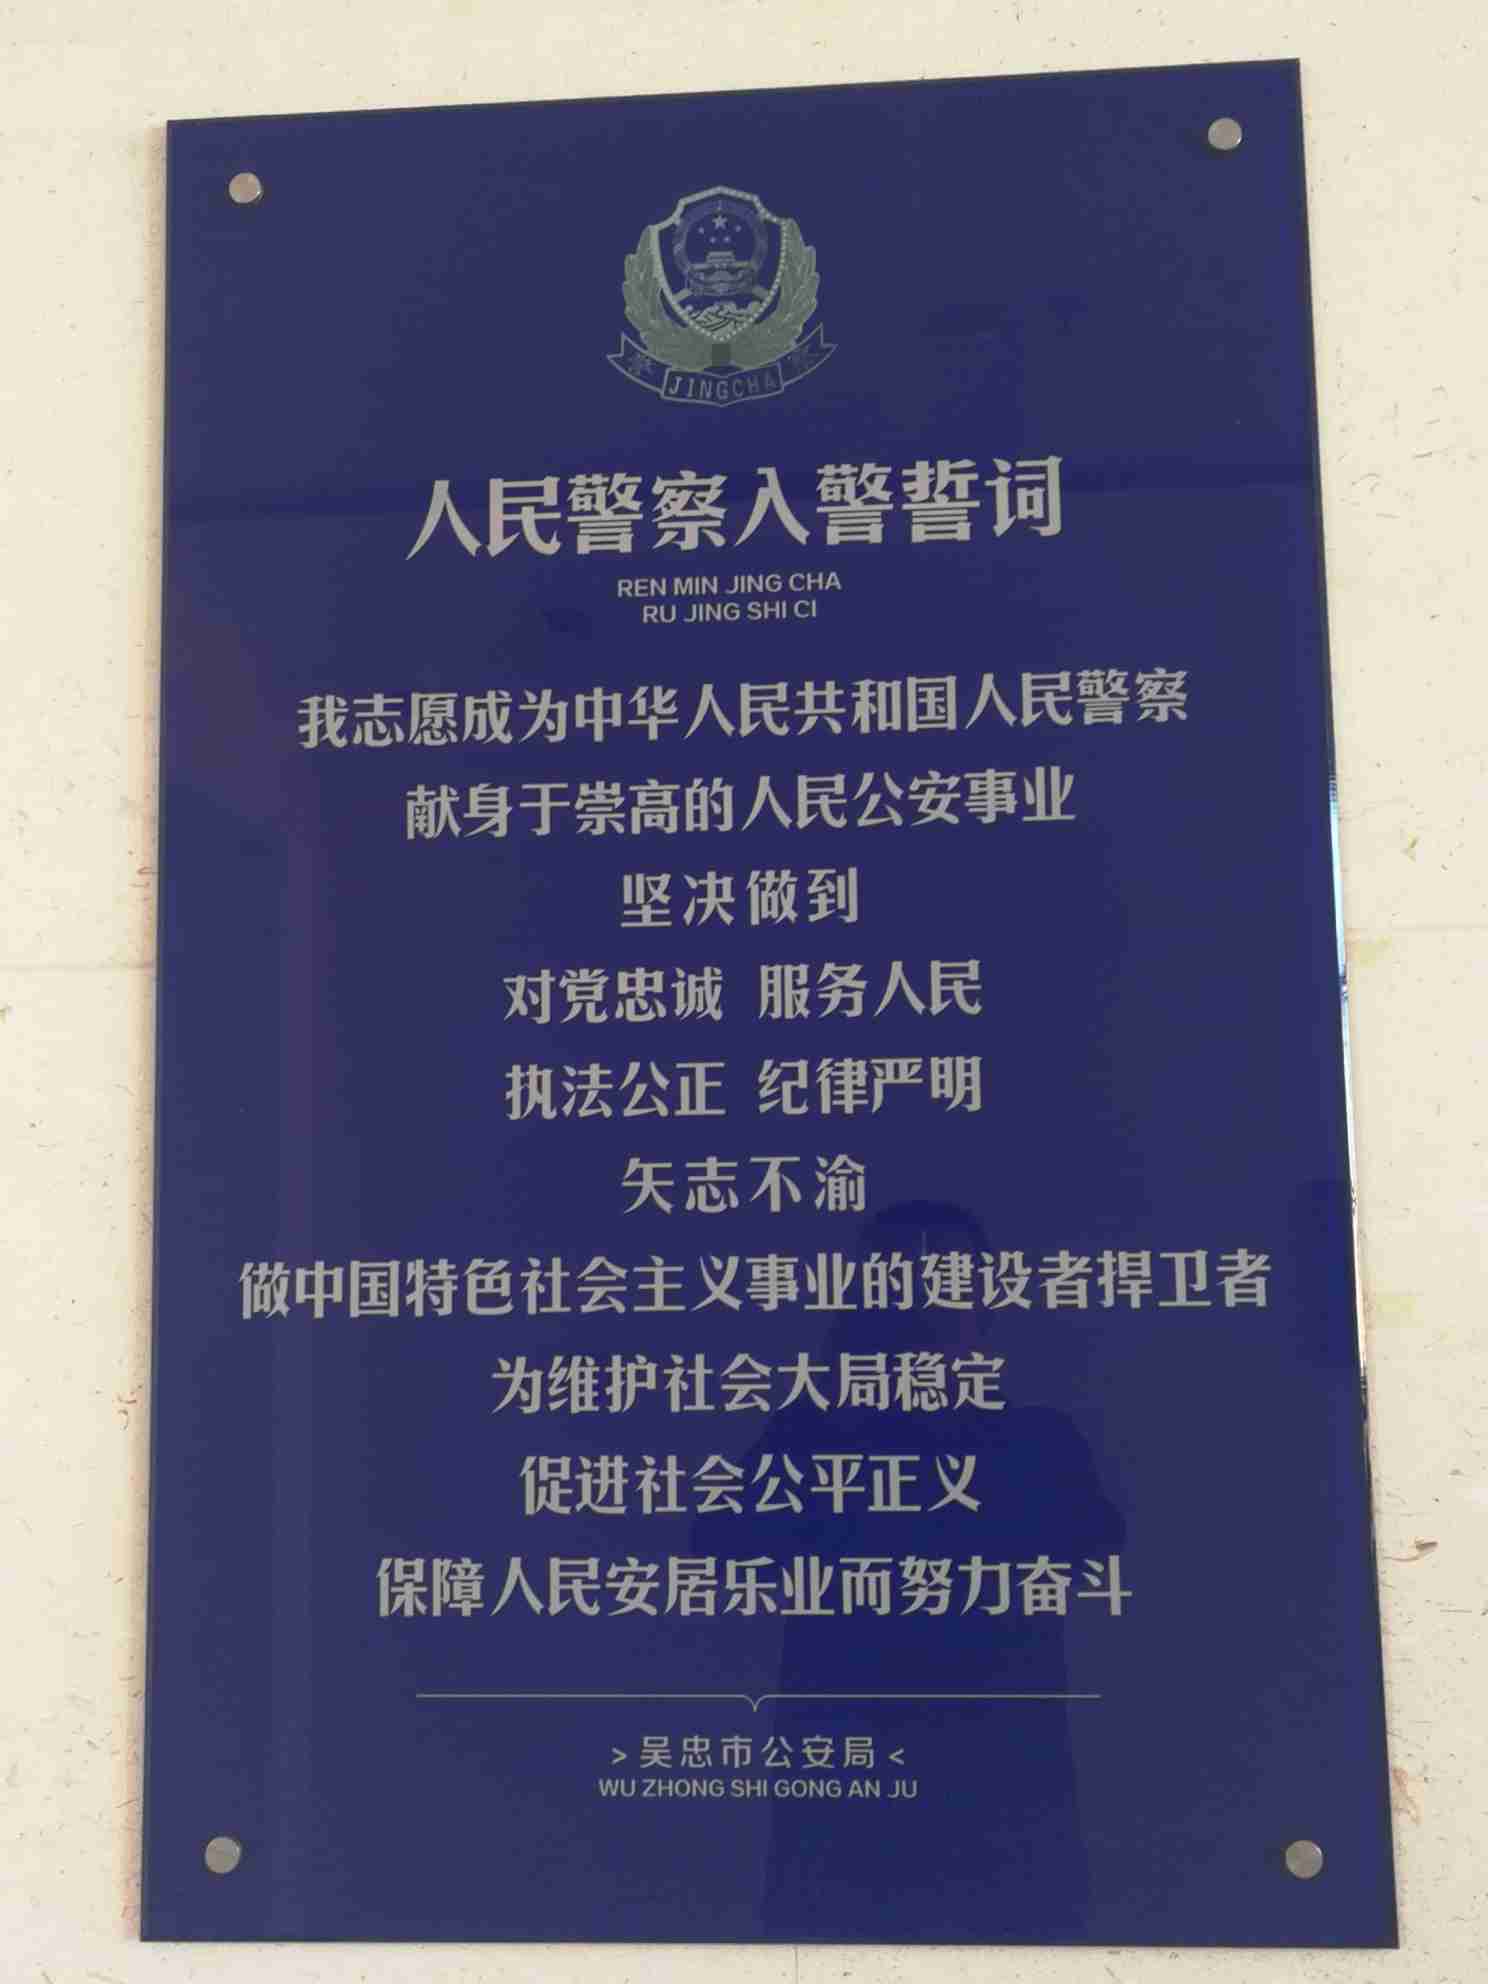 警 JINGCHA 察
人民警察入警誓词
REN MIN JING CHA
RU JING SHI CI
我志愿成为中华人民共和国人民警察
献身于崇高的人民公安事业
坚决做到
对党忠诚 服务人民
执法公正 纪律严明
矢志不渝
做中国特色社会主义事业的建设者捍卫者
为维护社会大局稳定
促进社会公平正义
保障人民安居乐业而努力奋斗
> 吴忠市公安局 <
WU ZHONG SHI GONG AN JU